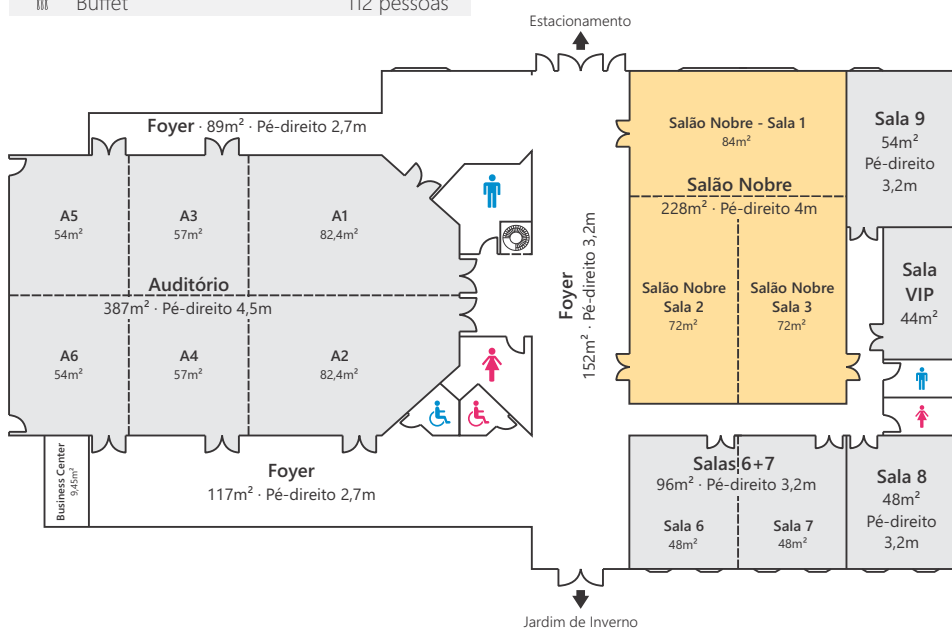 Buffet 112 pessoas
Estacionamento
Foyer · 89m² · Pé-direito 2,7m
Salão Nobre - Sala 1
84m²
Sala 9
54m²
Pé-direito
3,2m
Salão Nobre
228m² · Pé-direito 4m
A5
54m²
A3
57m²
A1
82,4m²
Auditório
387m² · Pé-direito 4,5m
A6
54m²
A4
57m²
A2
82,4m²
Foyer
152m² · Pé-direito 3,2m
Salão Nobre
Sala 2
72m²
Salão Nobre
Sala 3
72m²
Sala
VIP
44m²
Business Center
9,45m²
Foyer
117m² · Pé-direito 2,7m
Salas 6+7
96m² · Pé-direito 3,2m
Sala 6
48m²
Sala 7
48m²
Sala 8
48m²
Pé-direito
3,2m
Jardim de Inverno